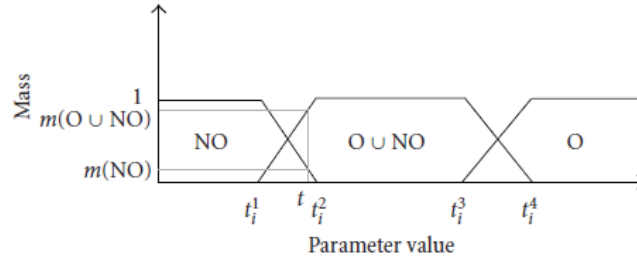 Mass
1
m(O ∪ NO)
m(NO)
NO
O ∪ NO
O
t_i^1
t
t_i^2
t_i^3
t_i^4
Parameter value